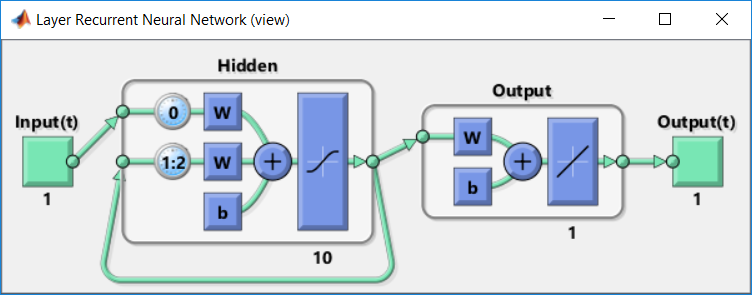 Layer Recurrent Neural Network (view)
Hidden
Output
Input(t)
Output(t)
0
W
1:2
W
b
W
b
1
10
1
1